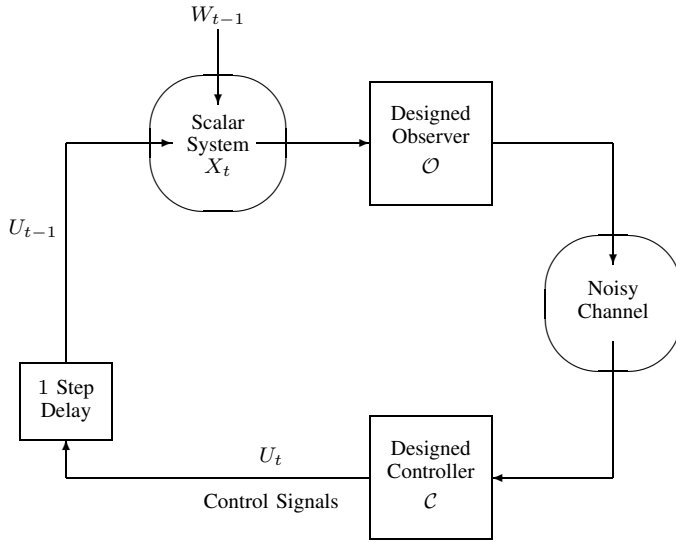 W_{t−1}
Scalar
System
X_t
Designed
Observer
𝒪
U_{t−1}
Noisy
Channel
1 Step
Delay
U_t
Control Signals
Designed
Controller
𝒞